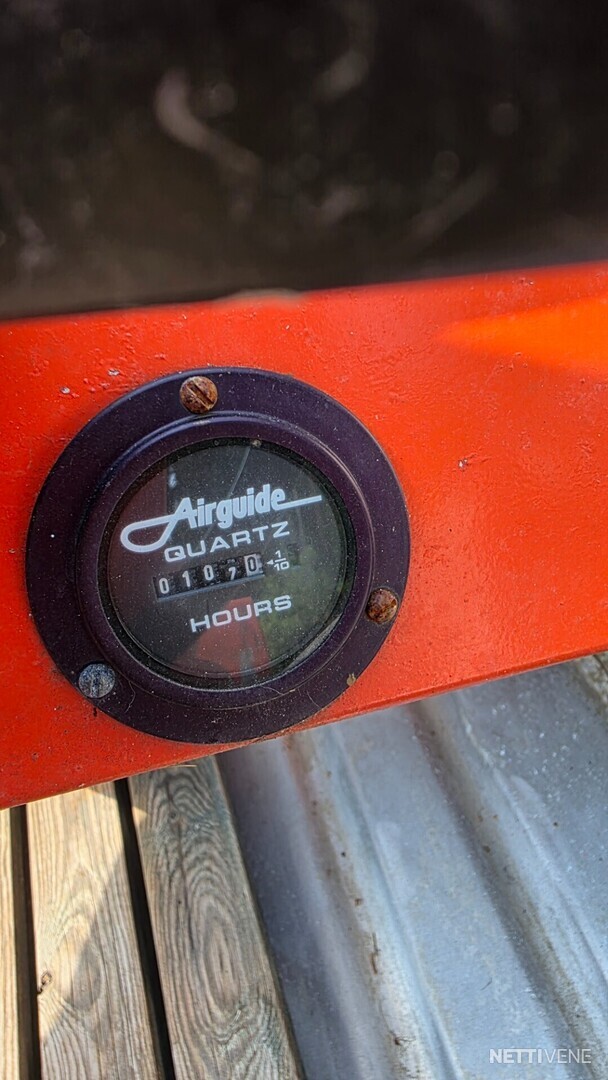 Airguide
QUARTZ
01070 1/10
HOURS
NETTIVENE